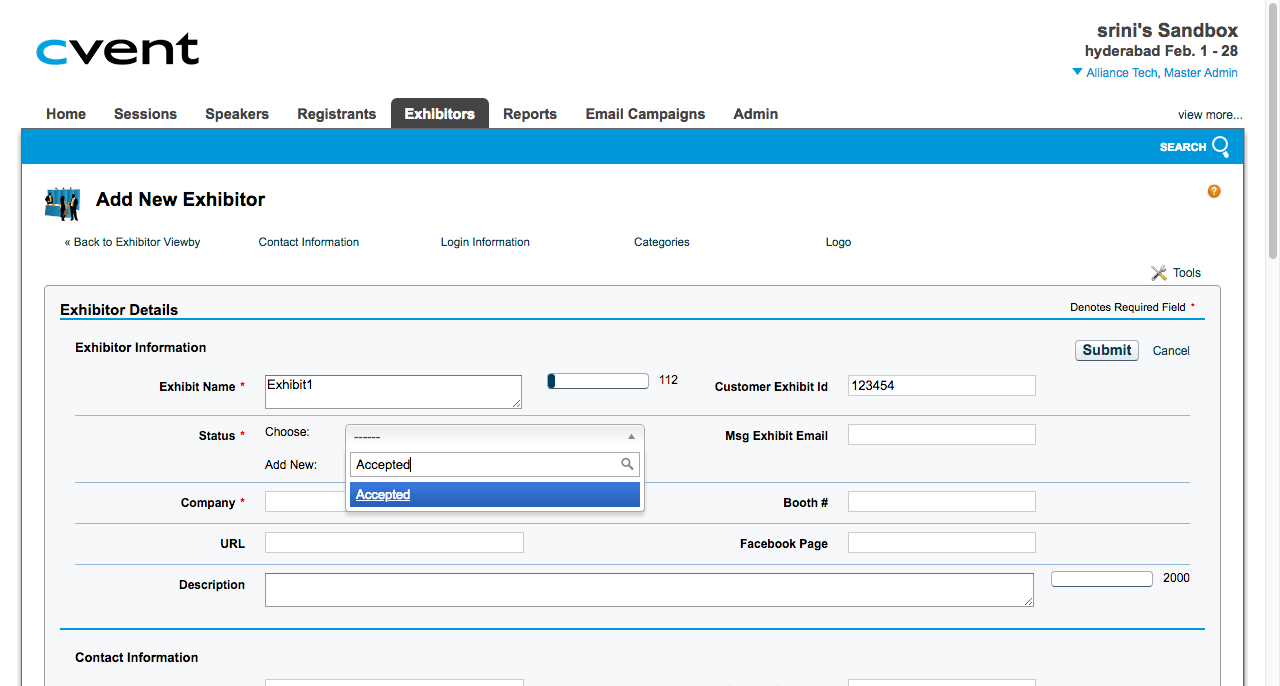 cvent
srini's Sandbox
hyderabad Feb. 1 - 28
Alliance Tech, Master Admin
Home Sessions Speakers Registrants Exhibitors Reports Email Campaigns Admin view more...
SEARCH
Add New Exhibitor
?
« Back to Exhibitor Viewby Contact Information Login Information Categories Logo
Tools
Exhibitor Details Denotes Required Field *
Exhibitor Information
Submit Cancel
Exhibit Name * Exhibit1 112 Customer Exhibit Id 123454
Status * Choose: ------ Msg Exhibit Email
Add New: Accepted
Accepted
Company * Booth #
URL Facebook Page
Description 2000
Contact Information